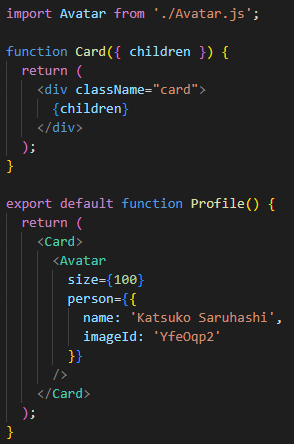 import Avatar from './Avatar.js';
function Card({ children }) {
  return (
    <div className="card">
      {children}
    </div>
  );
}
export default function Profile() {
  return (
    <Card>
      <Avatar
        size={100}
        person={{
          name: 'Katsuko Saruhashi',
          imageId: 'YfeOqp2'
        }}
      />
    </Card>
  );
}